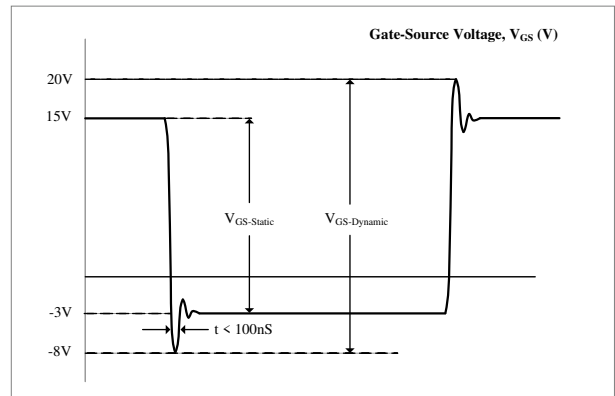 Gate-Source Voltage, VGS (V)
20V
15V
VGS-Static
VGS-Dynamic
-3V
t < 100nS
-8V